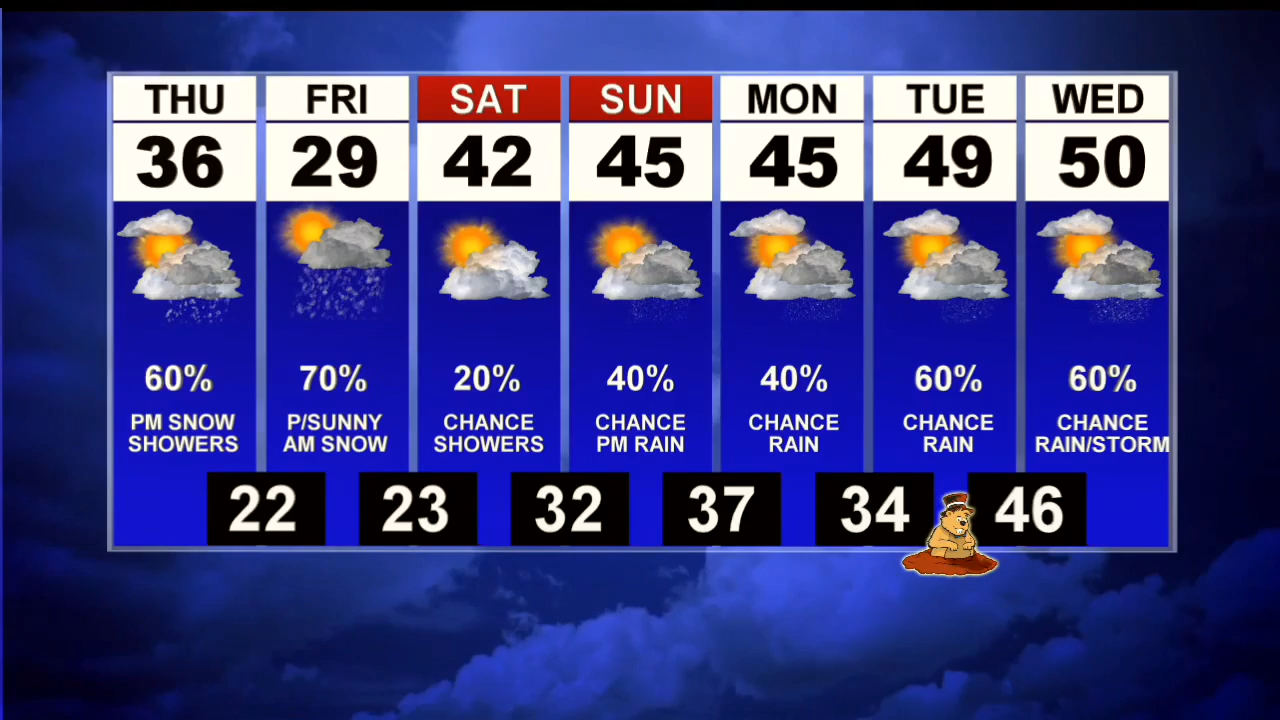 THU FRI SAT SUN MON TUE WED
36 29 42 45 45 49 50
60% 70% 20% 40% 40% 60% 60%
PM SNOW P/SUNNY CHANCE CHANCE CHANCE CHANCE CHANCE
SHOWERS AM SNOW SHOWERS PM RAIN RAIN RAIN RAIN/STORM
22 23 32 37 34 46